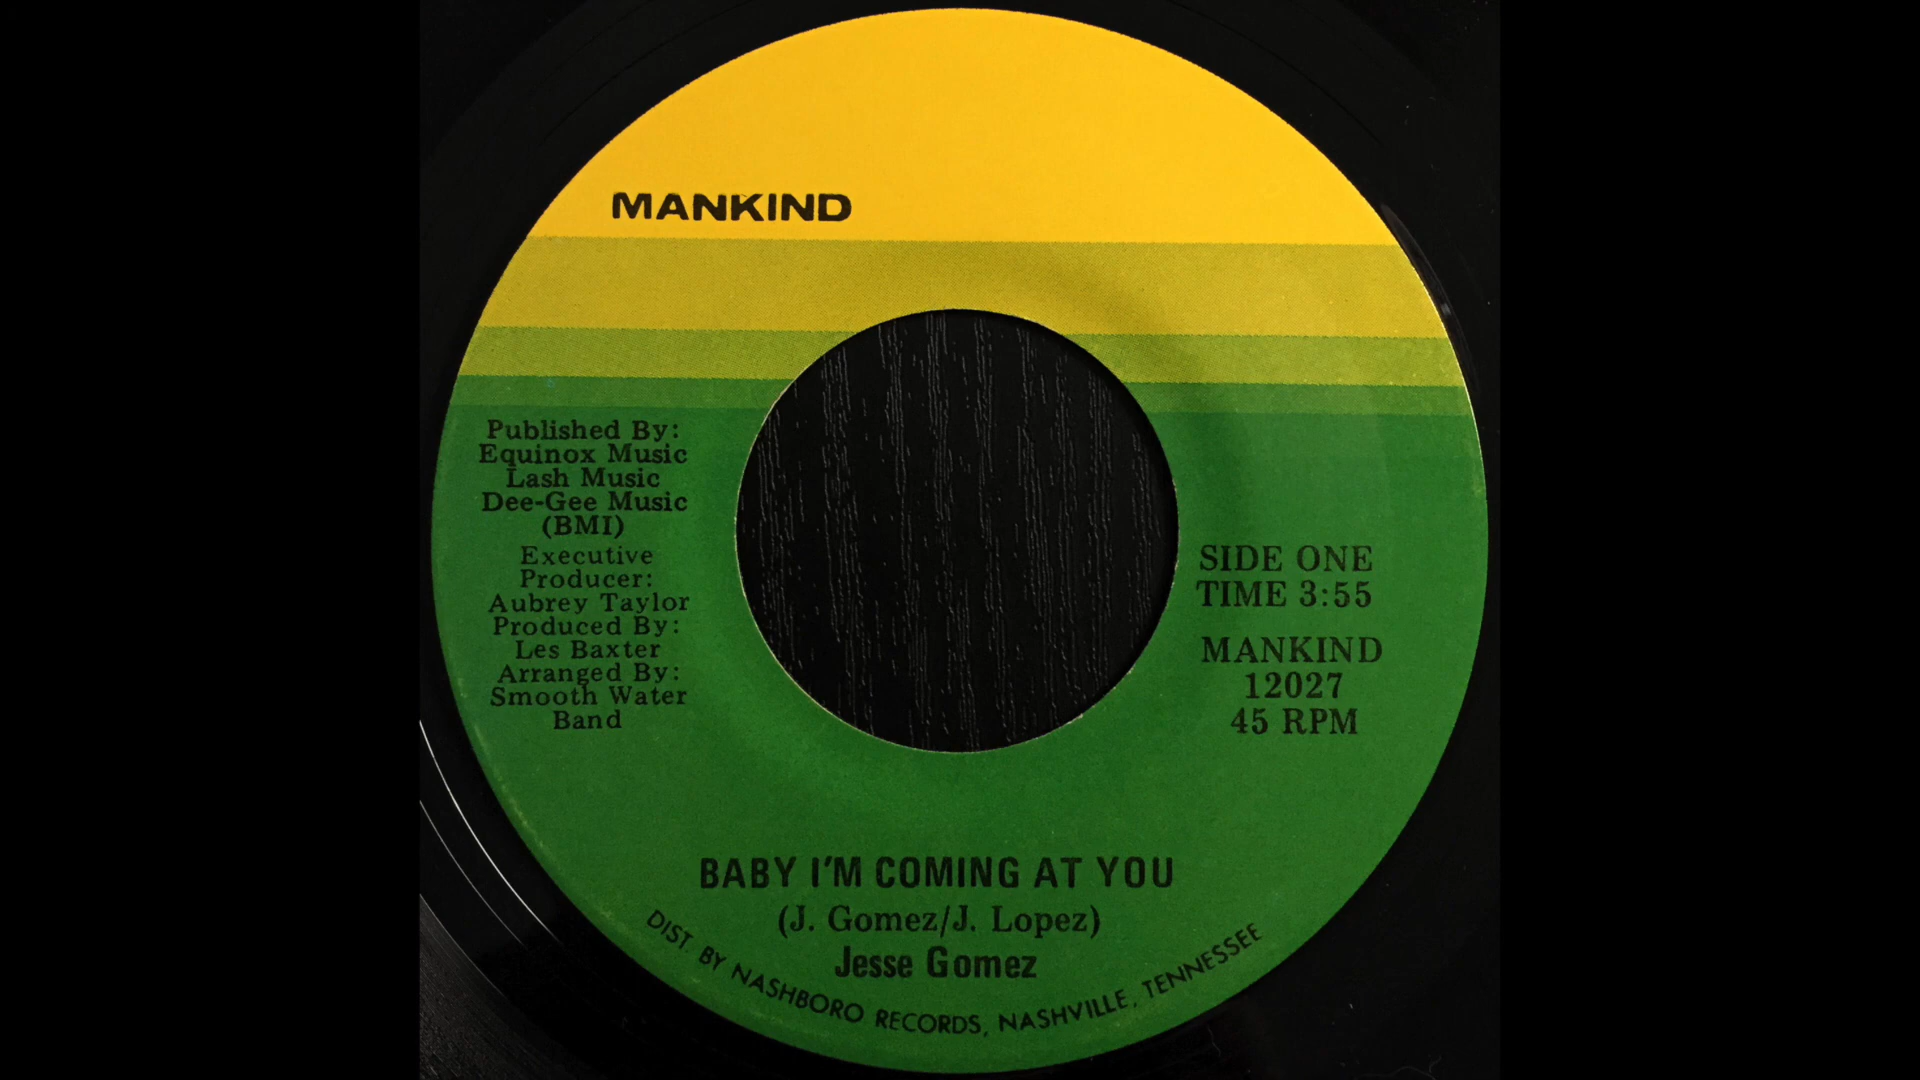 MANKIND
Published By:
Equinox Music
Lash Music
Dee-Gee Music
(BMI)
Executive
Producer:
Aubrey Taylor
Produced By:
Les Baxter
Arranged By:
Smooth Water
Band
SIDE ONE
TIME 3:55
MANKIND
12027
45 RPM
BABY I'M COMING AT YOU
(J. Gomez/J. Lopez)
Jesse Gomez
DIST. BY NASHBORO RECORDS, NASHVILLE, TENNESSEE